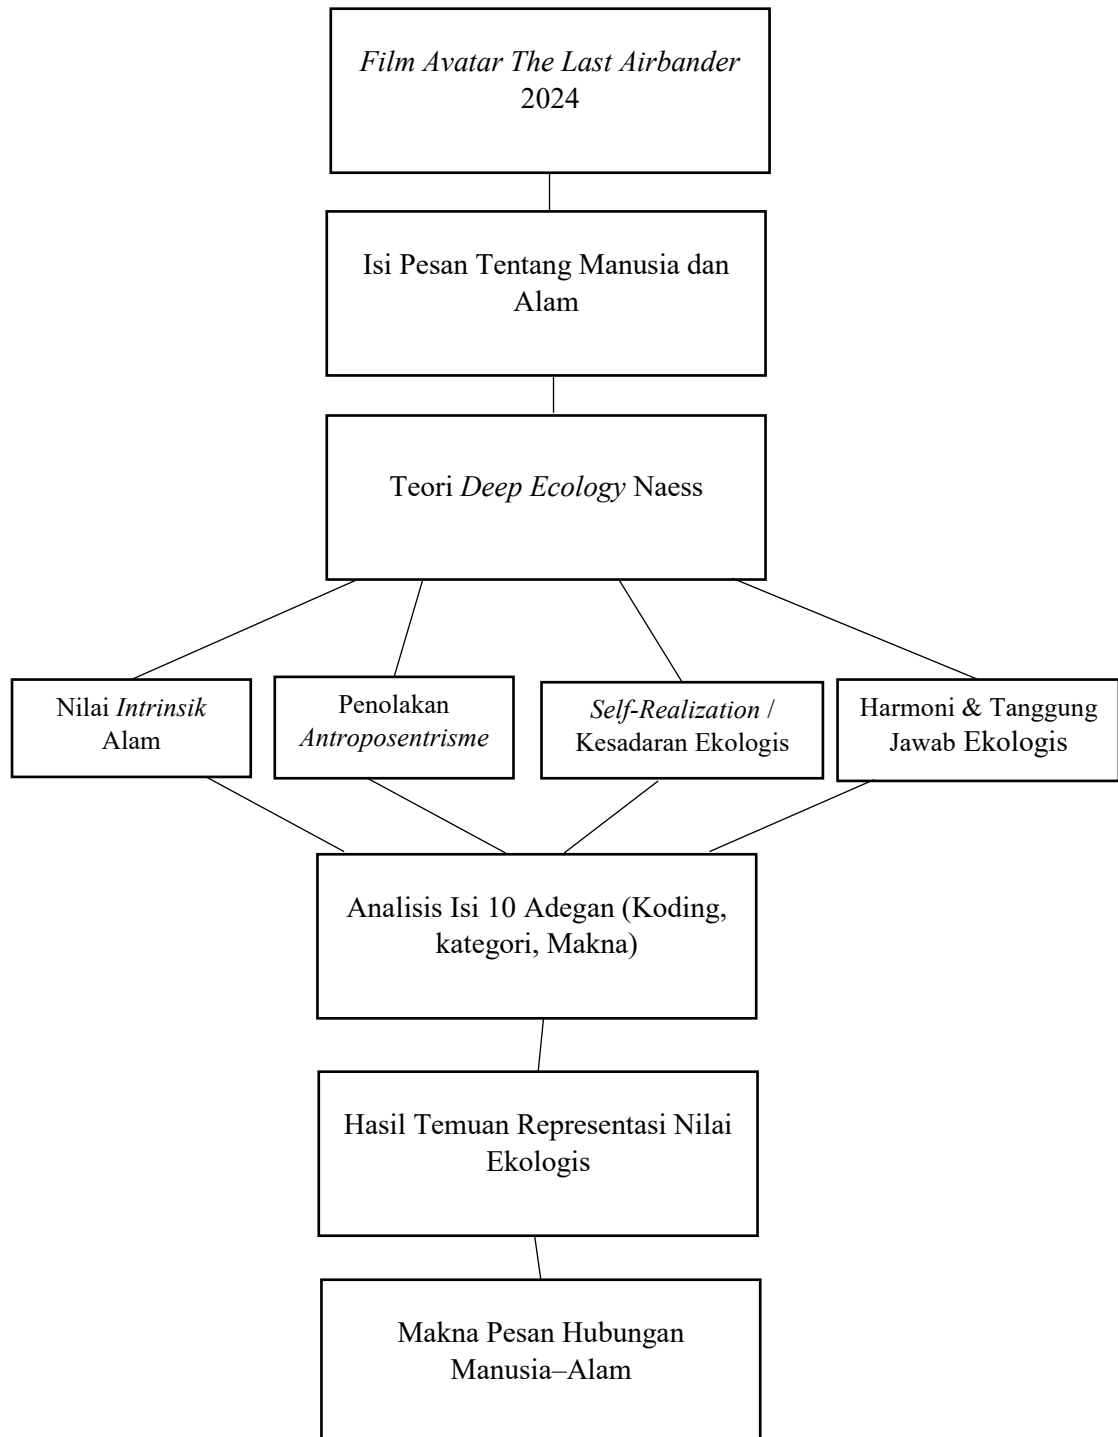 Film Avatar The Last Airbander
2024
Isi Pesan Tentang Manusia dan
Alam
Teori Deep Ecology Naess
Nilai Intrinsik
Alam
Penolakan
Antroposentrisme
Self-Realization /
Kesadaran Ekologis
Harmoni & Tanggung
Jawab Ekologis
Analisis Isi 10 Adegan (Koding,
kategori, Makna)
Hasil Temuan Representasi Nilai
Ekologis
Makna Pesan Hubungan
Manusia–Alam